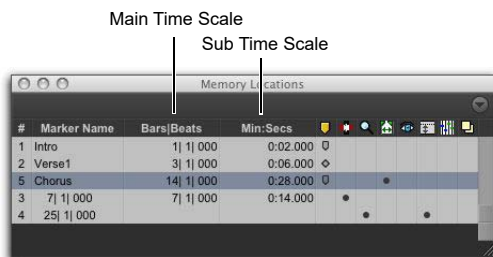 Main Time Scale
Sub Time Scale
Memory Locations
# Marker Name Bars|Beats Min:Secs
1 Intro 1| 1| 000 0:02.000
2 Verse1 3| 1| 000 0:06.000
5 Chorus 14| 1| 000 0:28.000
3 7| 1| 000 7| 1| 000 0:14.000
4 25| 1| 000